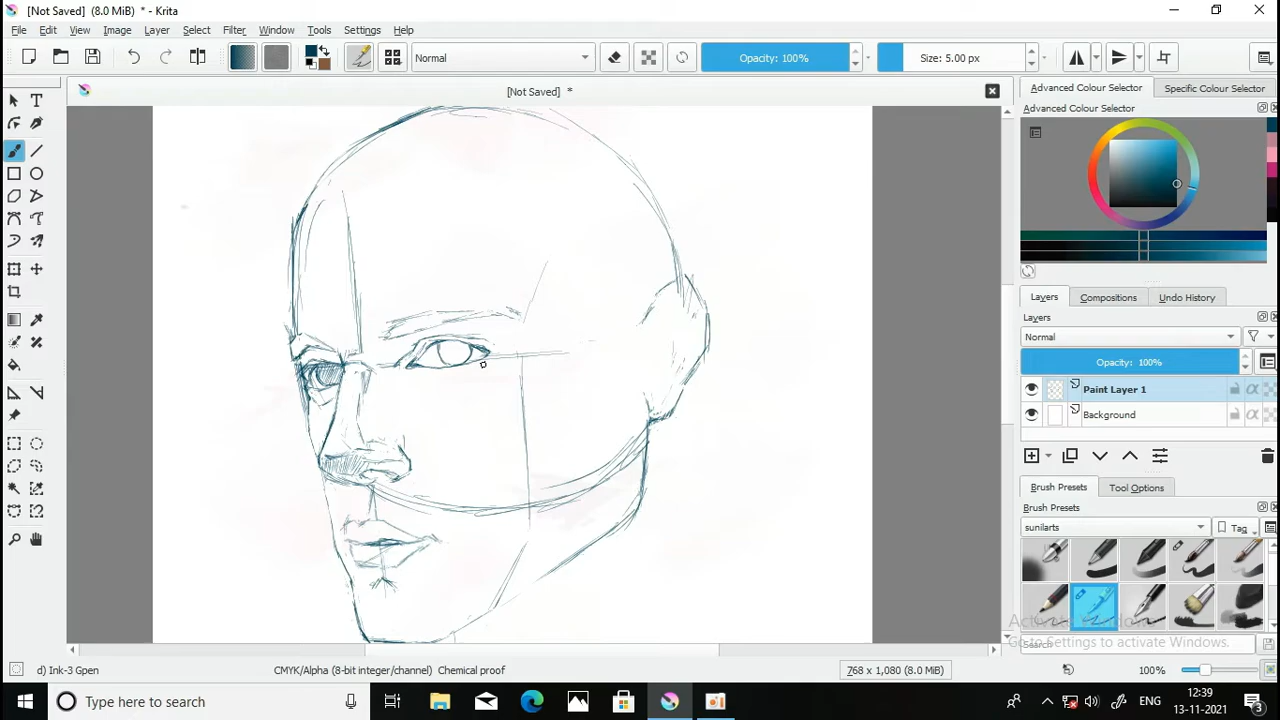 [Not Saved] (8.0 MiB) * - Krita
File Edit View Image Layer Select Filter Window Tools Settings Help
Normal
Opacity: 100%
Size: 5.00 px
[Not Saved] *
Advanced Colour Selector
Specific Colour Selector
Advanced Colour Selector
Layers Compositions Undo History
Layers
Normal
Opacity: 100%
Paint Layer 1
Background
Brush Presets Tool Options
Brush Presets
sunilarts
Tag
Activate Windows
Go to Settings to activate Windows.
Search
d) Ink-3 Gpen
CMYK/Alpha (8-bit integer/channel) Chemical proof
768 x 1,080 (8.0 MiB)
100%
Type here to search
ENG
12:39
13-11-2021
3